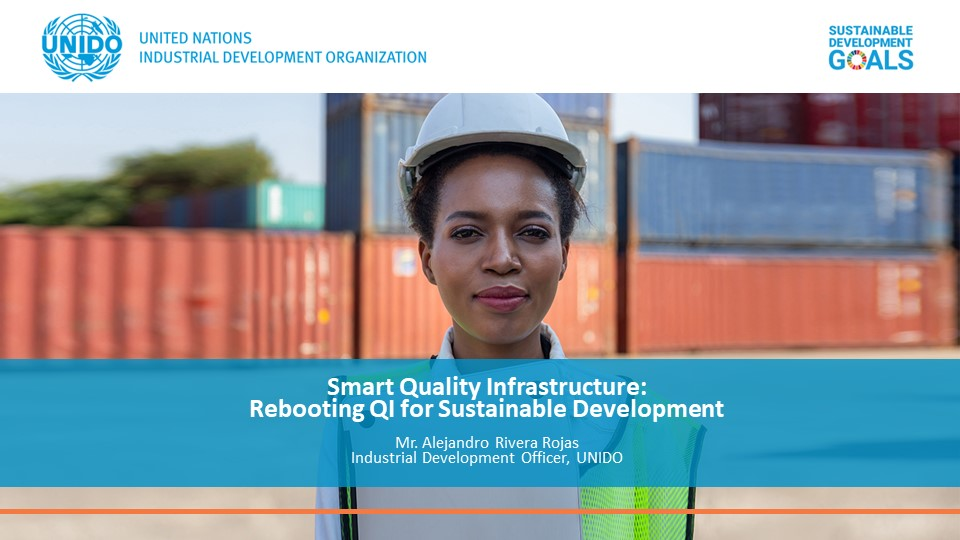 UNIDO
UNITED NATIONS
INDUSTRIAL DEVELOPMENT ORGANIZATION
SUSTAINABLE
DEVELOPMENT
GOALS
Smart Quality Infrastructure:
Rebooting QI for Sustainable Development
Mr. Alejandro Rivera Rojas
Industrial Development Officer, UNIDO